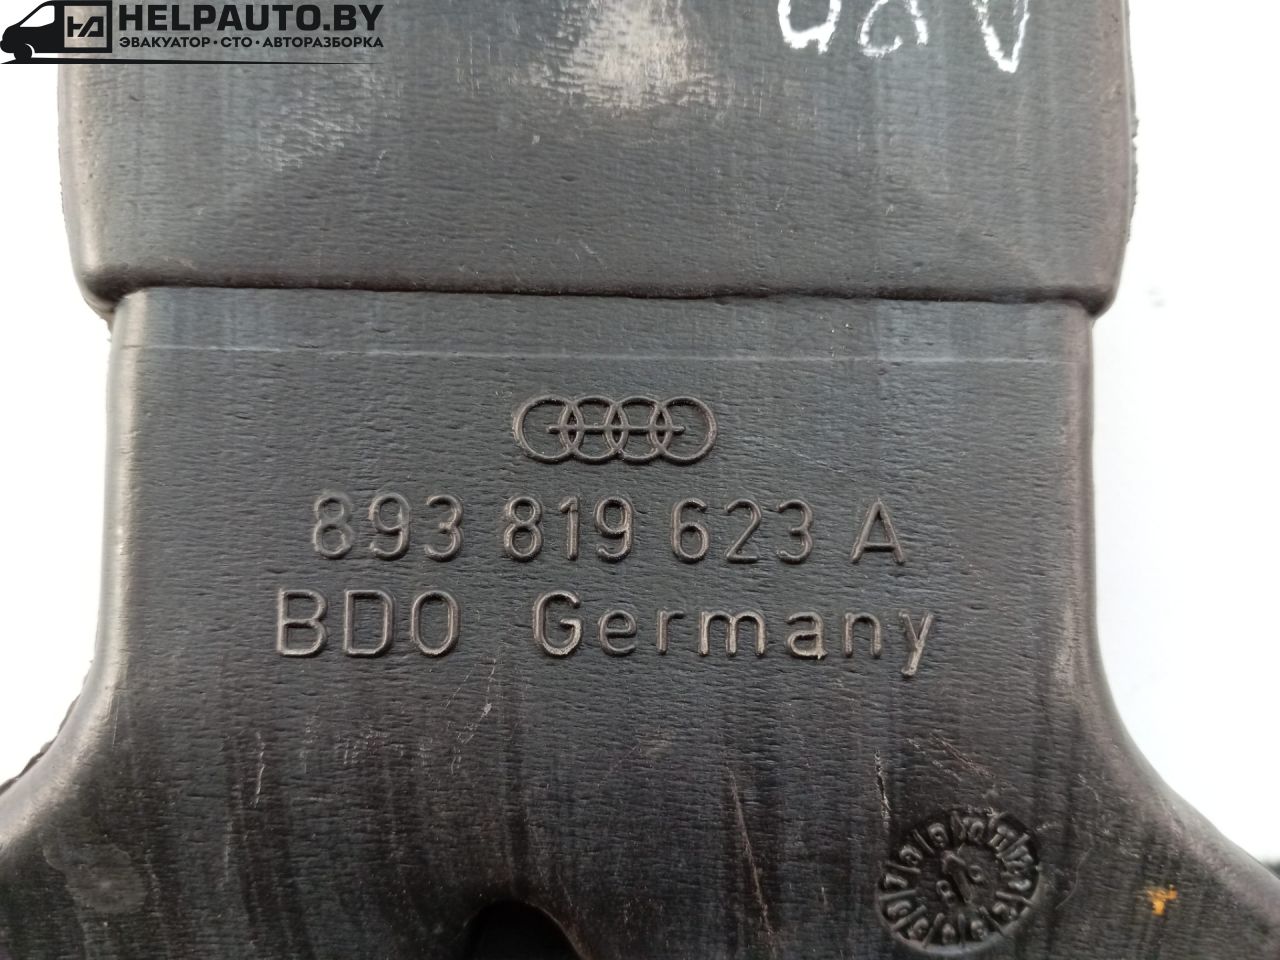 HELPAUTO.BY
ЭВАКУАТОР · СТО · АВТОРАЗБОРКА
893 819 623 A
BDO Germany